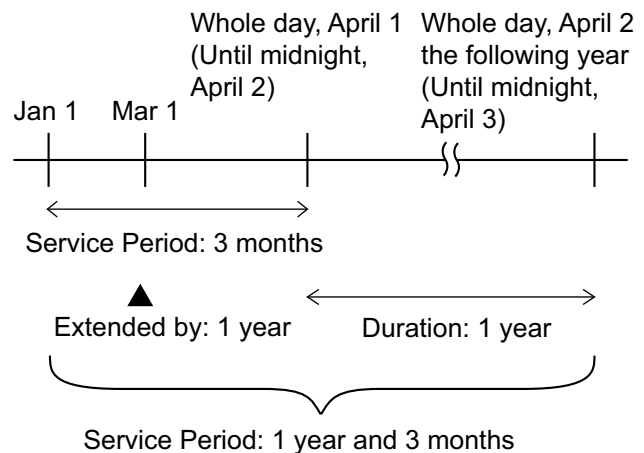 Whole day, April 1
(Until midnight,
April 2)
Whole day, April 2
the following year
(Until midnight,
April 3)
Jan 1
Mar 1
Service Period: 3 months
Extended by: 1 year
Duration: 1 year
Service Period: 1 year and 3 months